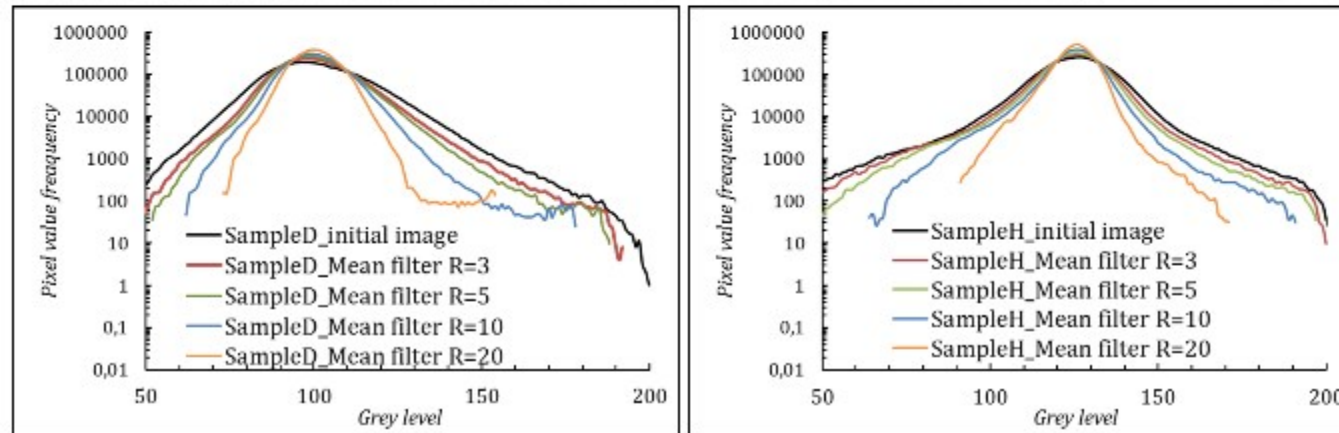 1000000
100000
10000
1000
100
10
1
0,1
0,01
Pixel value freaquency
SampleD_initial image
SampleD_Mean filter R=3
SampleD_Mean filter R=5
SampleD_Mean filter R=10
SampleD_Mean filter R=20
50
100
150
200
Grey level
1000000
100000
10000
1000
100
10
1
0,1
0,01
Pixel value frequency
SampleH_initial image
SampleH_Mean filter R=3
SampleH_Mean filter R=5
SampleH_Mean filter R=10
SampleH_Mean filter R=20
50
100
150
200
Grey level